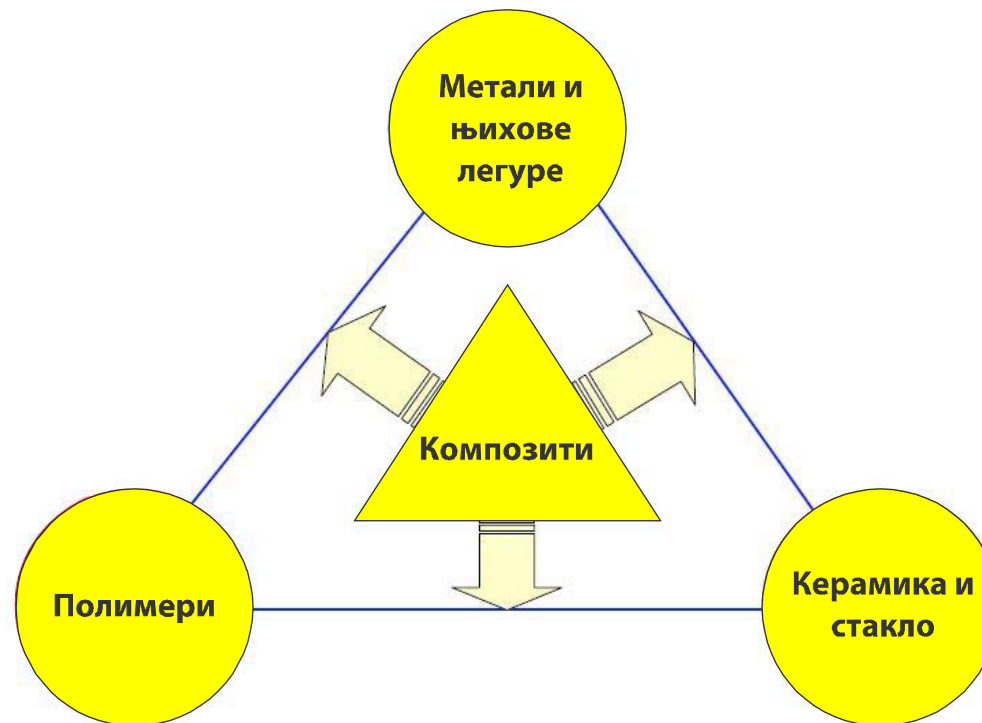 Метали и
њихове
легуре
Композити
Полимери
Керамика и
стакло